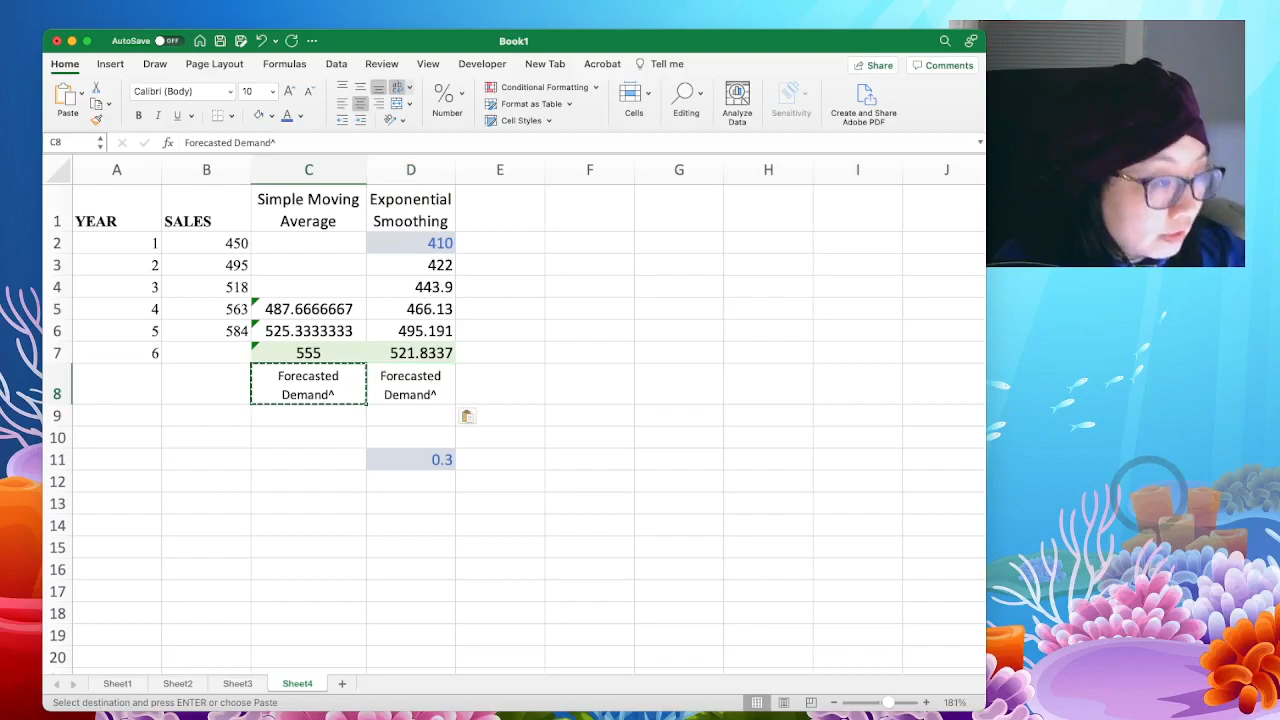 AutoSave OFF
Book1
Home Insert Draw Page Layout Formulas Data Review View Developer New Tab Acrobat Tell me
Share
Comments
Paste
Calibri (Body) 10
B I U
A
Number
Conditional Formatting
Format as Table
Cell Styles
Cells
Editing
Analyze
Data
Sensitivity
Create and Share
Adobe PDF
C8 fx Forecasted Demand^
A B C D E F G H I J
1 YEAR SALES Simple Moving
Average Exponential
Smoothing
2 1 450 410
3 2 495 422
4 3 518 443.9
5 4 563 487.6666667 466.13
6 5 584 525.3333333 495.191
7 6 555 521.8337
8 Forecasted
Demand^ Forecasted
Demand^
9
10
11 0.3
12
13
14
15
16
17
18
19
20
Sheet1 Sheet2 Sheet3 Sheet4 +
Select destination and press ENTER or choose Paste
181%